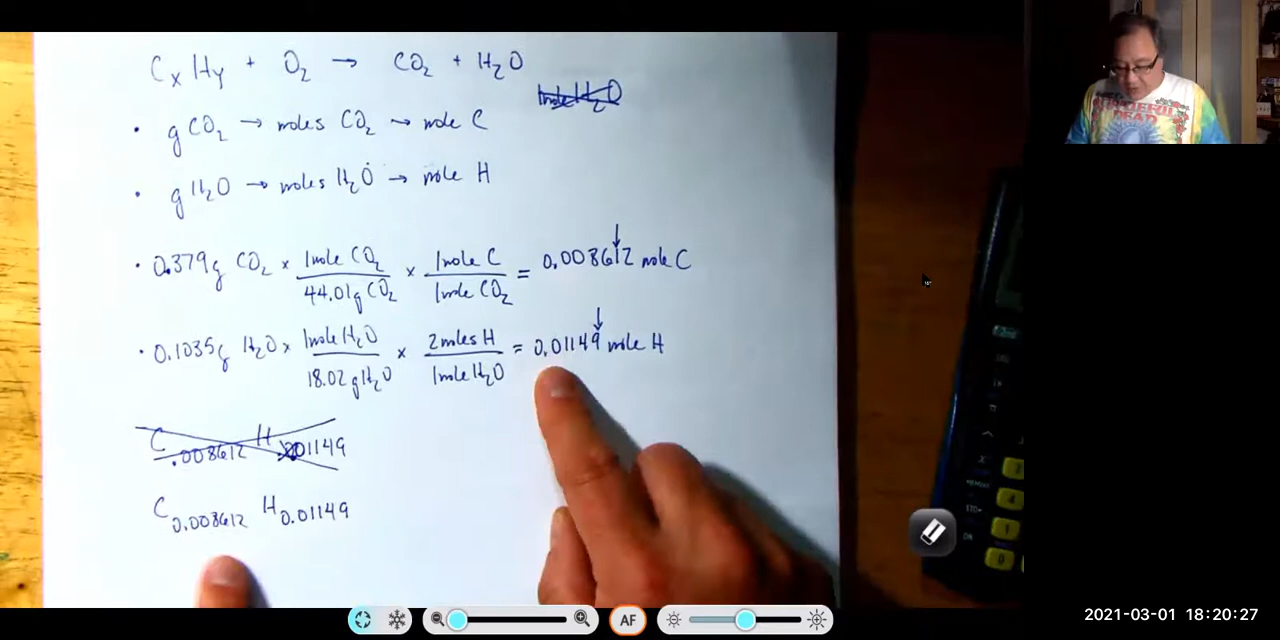 CxHy + O₂ → CO₂ + H₂O
1mole H₂O
• g CO₂ → moles CO₂ → mole C
• g H₂O → moles H₂O → mole H
• 0.379g CO₂ × 1mole CO₂ / 44.01g CO₂ × 1mole C / 1mole CO₂ = 0.008612 mole C
• 0.1035g H₂O × 1mole H₂O / 18.02 g H₂O × 2moles H / 1mole H₂O = 0.01149 mole H
C.008612 H.01149
C0.008612 H0.01149
AF
2021-03-01 18:20:27